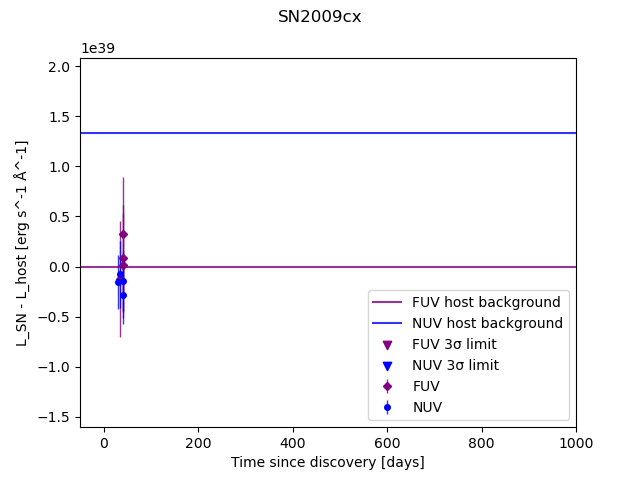 SN2009cx
1e39
2.0
1.5
1.0
0.5
0.0
−0.5
−1.0
−1.5
L_SN - L_host [erg s^-1 Å^-1]
FUV host background
NUV host background
FUV 3σ limit
NUV 3σ limit
FUV
NUV
0 200 400 600 800 1000
Time since discovery [days]